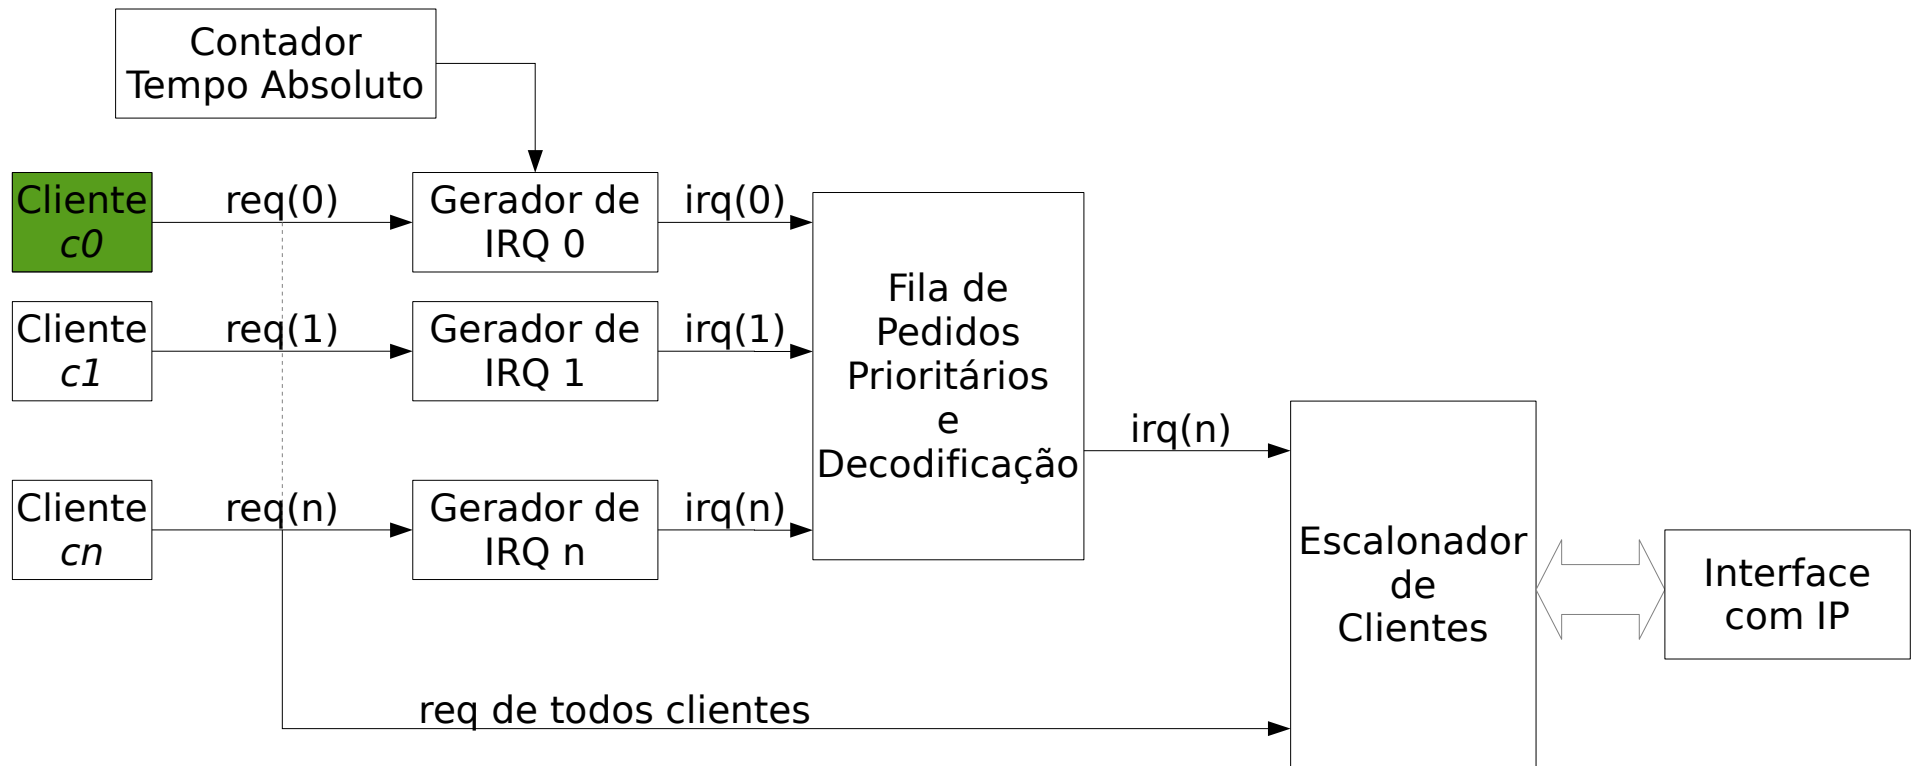 Contador
Tempo Absoluto
Cliente
c0
req(0)
Gerador de
IRQ 0
irq(0)
Cliente
c1
req(1)
Gerador de
IRQ 1
irq(1)
Cliente
cn
req(n)
Gerador de
IRQ n
irq(n)
Fila de
Pedidos
Prioritários
e
Decodificação
irq(n)
Escalonador
de
Clientes
Interface
com IP
req de todos clientes